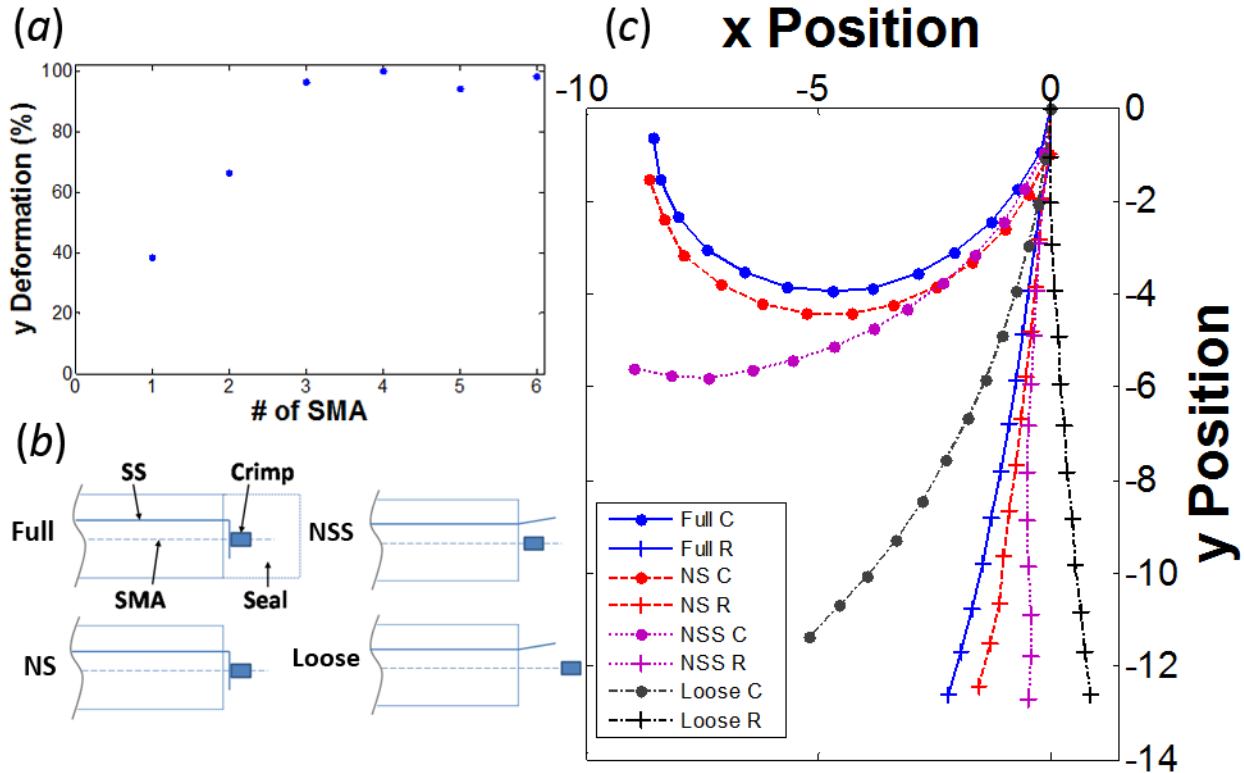 (a)
100
80
60
40
20
0
y Deformation (%)
0 1 2 3 4 5 6
# of SMA
(b)
SS
Crimp
Full
NSS
SMA
Seal
NS
Loose
(c)
x Position
-10 -5 0
0
-2
-4
-6
-8
-10
-12
-14
y Position
Full C
Full R
NS C
NS R
NSS C
NSS R
Loose C
Loose R